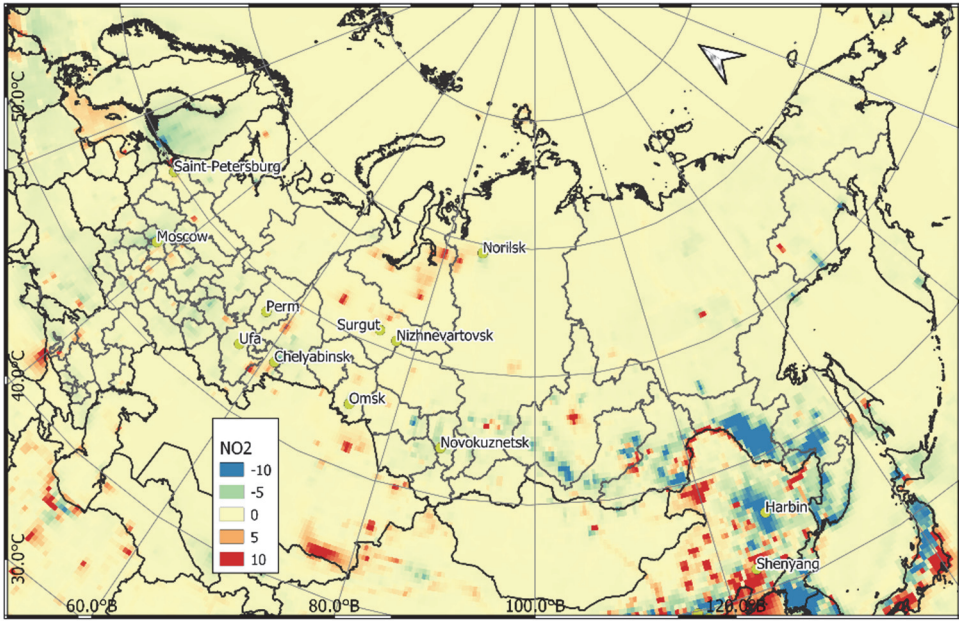 50.0°C
Saint-Petersburg
Moscow
Norilsk
Perm
Surgut
Nizhnevartovsk
Ufa
Chelyabinsk
40.0°C
Omsk
Novokuznetsk
NO2
-10
-5
0
5
10
Harbin
Shenyang
30.0°C
60.0°B
80.0°B
100.0°B
120.0°B